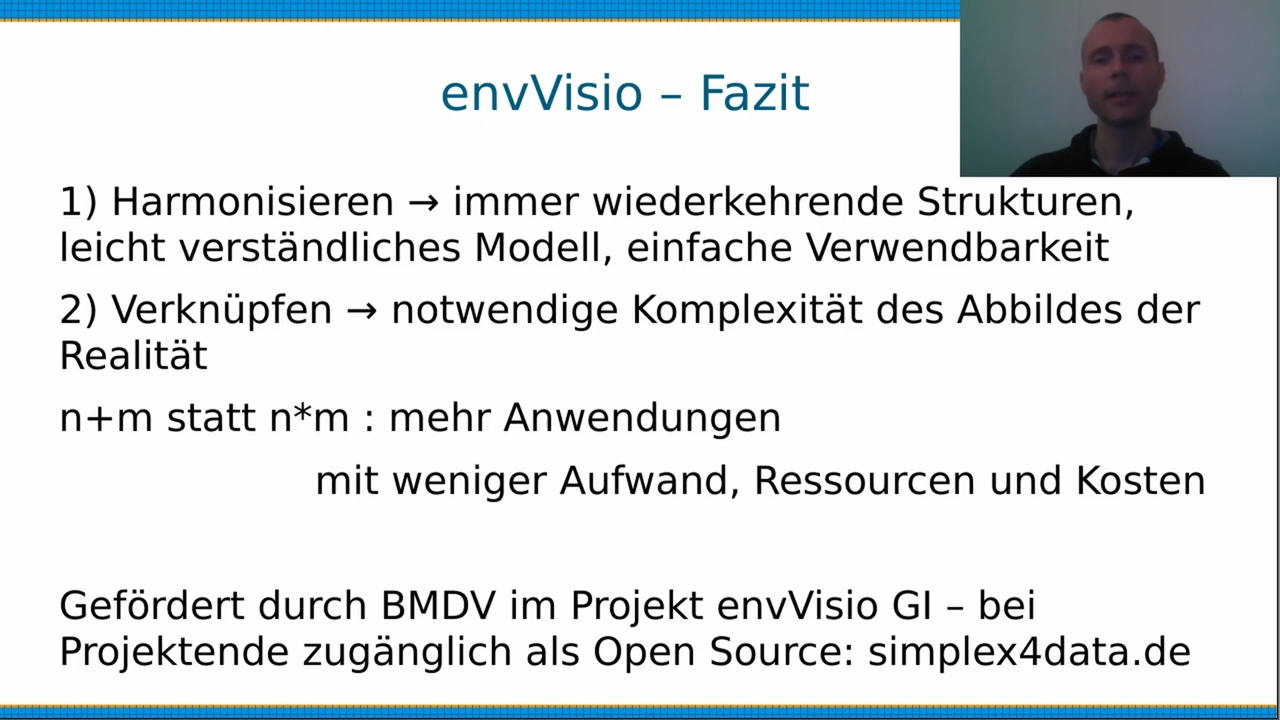 envVisio – Fazit
1) Harmonisieren → immer wiederkehrende Strukturen,
leicht verständliches Modell, einfache Verwendbarkeit
2) Verknüpfen → notwendige Komplexität des Abbildes der
Realität
n+m statt n*m : mehr Anwendungen
mit weniger Aufwand, Ressourcen und Kosten
Gefördert durch BMDV im Projekt envVisio GI – bei
Projektende zugänglich als Open Source: simplex4data.de